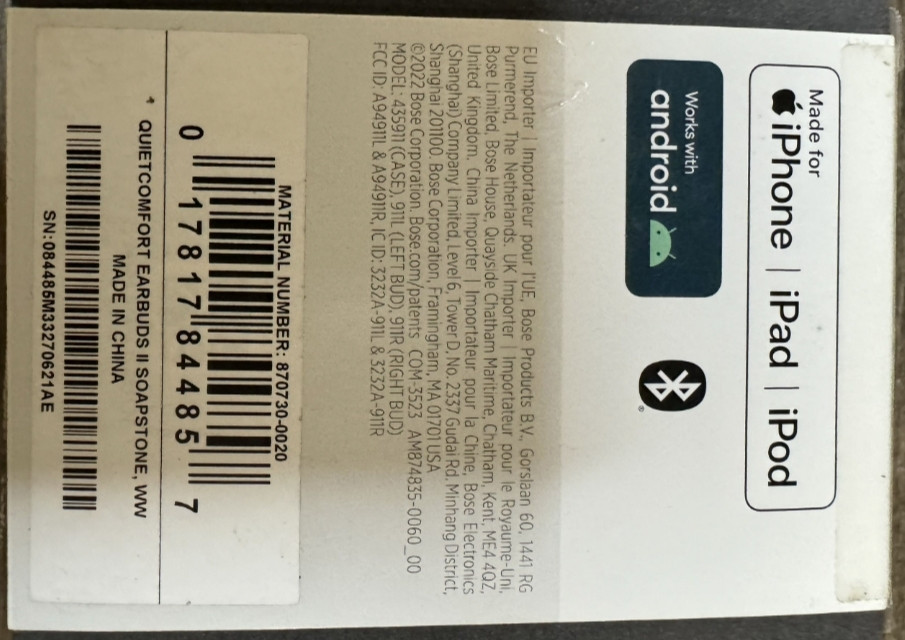 Made for
iPhone | iPad | iPod
Works with
android
EU Importer | Importateur pour l'UE, Bose Products B.V., Gorslaan 60, 1441 RG
Purmerend, The Netherlands. UK Importer | Importateur pour le Royaume-Uni,
Bose Limited, Bose House, Quayside Chatham Maritime, Chatham, Kent, ME4 4QZ,
United Kingdom. China Importer | Importateur pour la Chine, Bose Electronics
(Shanghai) Company Limited, Level 6, Tower D, No. 2337 Gudai Rd. Minhang District,
Shanghai 201100. Bose Corporation, Framingham, MA 01701 USA
©2022 Bose Corporation. Bose.com/patents COM-3523 AM874835-0060_00
MODEL: 435911 (CASE), 911L (LEFT BUD), 911R (RIGHT BUD)
FCC ID: A94911L & A94911R, IC ID: 3232A-911L & 3232A-911R
MATERIAL NUMBER: 870730-0020
0 17817 84485 7
QUIETCOMFORT EARBUDS II SOAPSTONE, WW
MADE IN CHINA
SN:084485M33270621AE